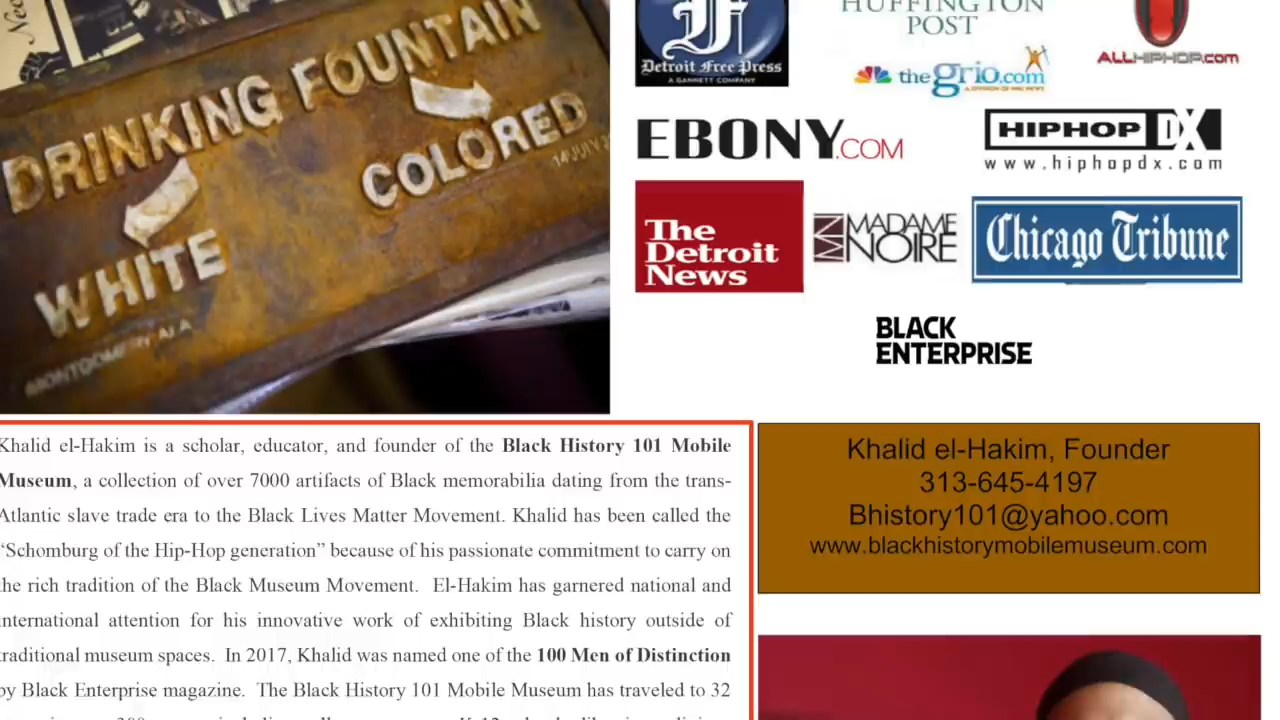 DRINKING FOUNTAIN
WHITE
COLORED
MONTGOMERY ALA
14 JULY
Detroit Free Press
A GANNETT COMPANY
HUFFINGTON
POST
thegrio.com
ALLHIPHOP.com
EBONY.COM
HIPHOP DX
www.hiphopdx.com
The
Detroit
News
MN MADAME
NOIRE
Chicago Tribune
BLACK
ENTERPRISE
Khalid el-Hakim is a scholar, educator, and founder of the Black History 101 Mobile
Museum, a collection of over 7000 artifacts of Black memorabilia dating from the trans-
Atlantic slave trade era to the Black Lives Matter Movement. Khalid has been called the
“Schomburg of the Hip-Hop generation” because of his passionate commitment to carry on
the rich tradition of the Black Museum Movement. El-Hakim has garnered national and
international attention for his innovative work of exhibiting Black history outside of
traditional museum spaces. In 2017, Khalid was named one of the 100 Men of Distinction
by Black Enterprise magazine. The Black History 101 Mobile Museum has traveled to 32
Khalid el-Hakim, Founder
313-645-4197
Bhistory101@yahoo.com
www.blackhistorymobilemuseum.com